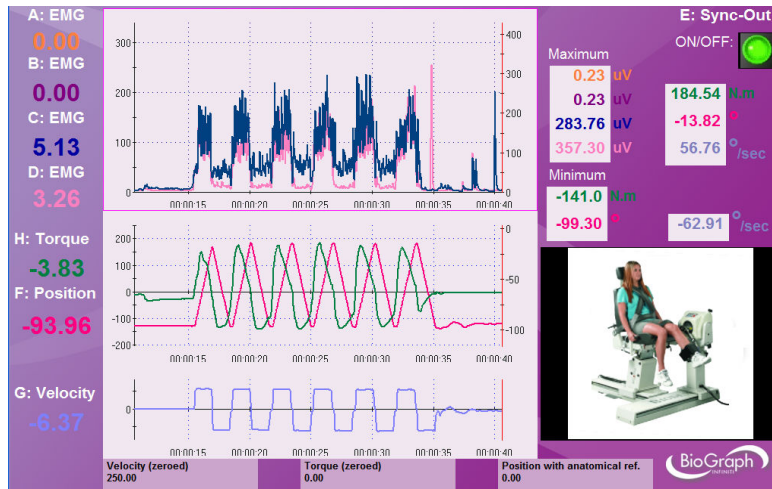 A: EMG
0.00
B: EMG
0.00
C: EMG
5.13
D: EMG
3.26
H: Torque
-3.83
F: Position
-93.96
G: Velocity
-6.37
300
200
100
0
400
300
200
100
0
00:00:15 00:00:20 00:00:25 00:00:30 00:00:35 00:00:40
200
100
0
-100
-200
0
-50
-100
00:00:15 00:00:20 00:00:25 00:00:30 00:00:35 00:00:40
0
00:00:15 00:00:20 00:00:25 00:00:30 00:00:35 00:00:40
Velocity (zeroed)
250.00
Torque (zeroed)
0.00
Position with anatomical ref.
0.00
E: Sync-Out
ON/OFF:
Maximum
0.23 uV
0.23 uV
283.76 uV
357.30 uV
184.54 N.m
-13.82 °
56.76 °/sec
Minimum
-141.0 N.m
-99.30 °
-62.91 °/sec
BioGraph
INFINITI